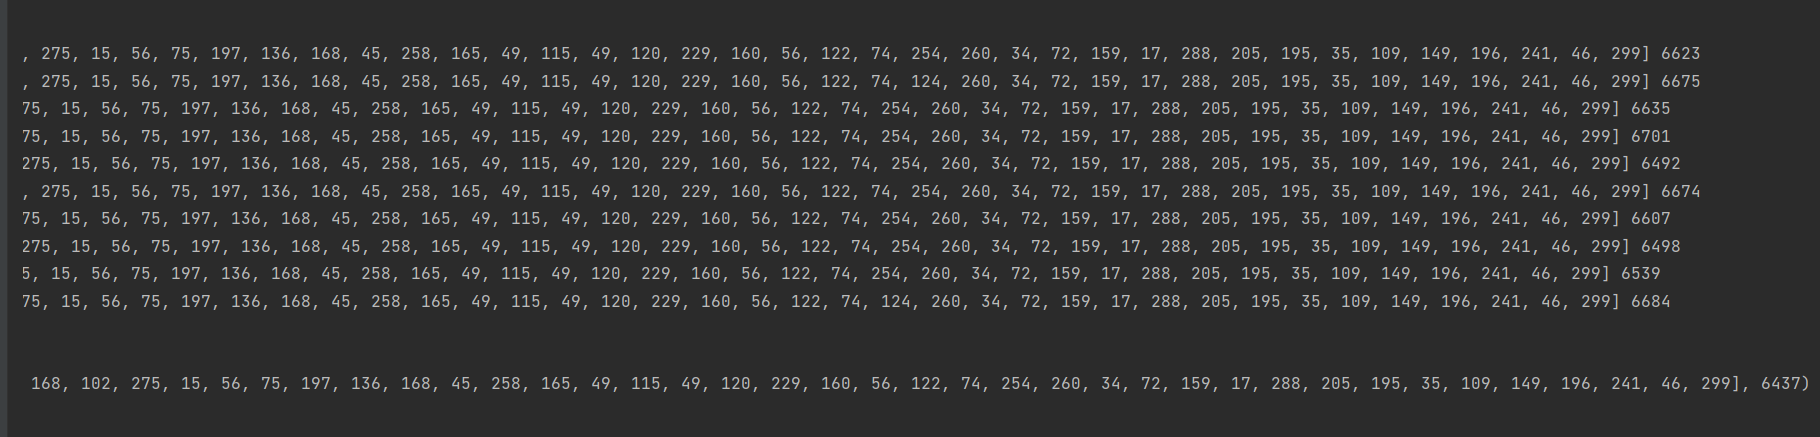 , 275, 15, 56, 75, 197, 136, 168, 45, 258, 165, 49, 115, 49, 120, 229, 160, 56, 122, 74, 254, 260, 34, 72, 159, 17, 288, 205, 195, 35, 109, 149, 196, 241, 46, 299] 6623
, 275, 15, 56, 75, 197, 136, 168, 45, 258, 165, 49, 115, 49, 120, 229, 160, 56, 122, 74, 124, 260, 34, 72, 159, 17, 288, 205, 195, 35, 109, 149, 196, 241, 46, 299] 6675
75, 15, 56, 75, 197, 136, 168, 45, 258, 165, 49, 115, 49, 120, 229, 160, 56, 122, 74, 254, 260, 34, 72, 159, 17, 288, 205, 195, 35, 109, 149, 196, 241, 46, 299] 6635
75, 15, 56, 75, 197, 136, 168, 45, 258, 165, 49, 115, 49, 120, 229, 160, 56, 122, 74, 254, 260, 34, 72, 159, 17, 288, 205, 195, 35, 109, 149, 196, 241, 46, 299] 6701
275, 15, 56, 75, 197, 136, 168, 45, 258, 165, 49, 115, 49, 120, 229, 160, 56, 122, 74, 254, 260, 34, 72, 159, 17, 288, 205, 195, 35, 109, 149, 196, 241, 46, 299] 6492
, 275, 15, 56, 75, 197, 136, 168, 45, 258, 165, 49, 115, 49, 120, 229, 160, 56, 122, 74, 254, 260, 34, 72, 159, 17, 288, 205, 195, 35, 109, 149, 196, 241, 46, 299] 6674
75, 15, 56, 75, 197, 136, 168, 45, 258, 165, 49, 115, 49, 120, 229, 160, 56, 122, 74, 254, 260, 34, 72, 159, 17, 288, 205, 195, 35, 109, 149, 196, 241, 46, 299] 6607
275, 15, 56, 75, 197, 136, 168, 45, 258, 165, 49, 115, 49, 120, 229, 160, 56, 122, 74, 254, 260, 34, 72, 159, 17, 288, 205, 195, 35, 109, 149, 196, 241, 46, 299] 6498
5, 15, 56, 75, 197, 136, 168, 45, 258, 165, 49, 115, 49, 120, 229, 160, 56, 122, 74, 254, 260, 34, 72, 159, 17, 288, 205, 195, 35, 109, 149, 196, 241, 46, 299] 6539
75, 15, 56, 75, 197, 136, 168, 45, 258, 165, 49, 115, 49, 120, 229, 160, 56, 122, 74, 124, 260, 34, 72, 159, 17, 288, 205, 195, 35, 109, 149, 196, 241, 46, 299] 6684
168, 102, 275, 15, 56, 75, 197, 136, 168, 45, 258, 165, 49, 115, 49, 120, 229, 160, 56, 122, 74, 254, 260, 34, 72, 159, 17, 288, 205, 195, 35, 109, 149, 196, 241, 46, 299], 6437)